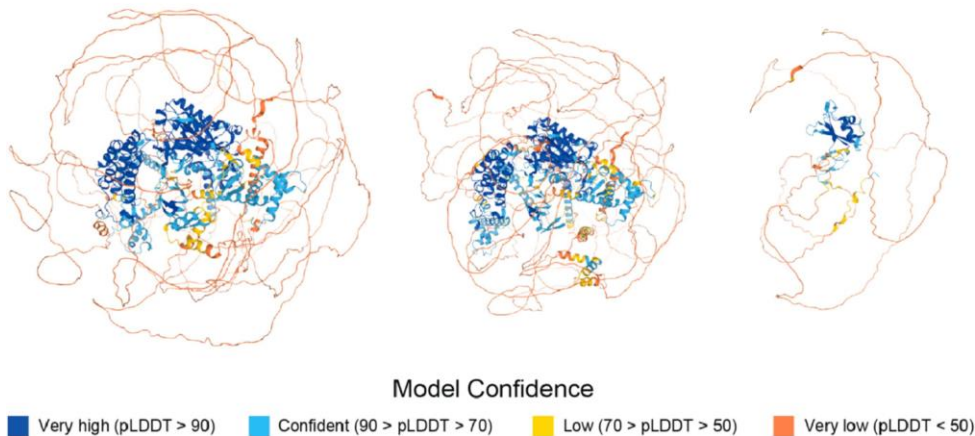 Model Confidence
Very high (pLDDT > 90) Confident (90 > pLDDT > 70) Low (70 > pLDDT > 50) Very low (pLDDT < 50)